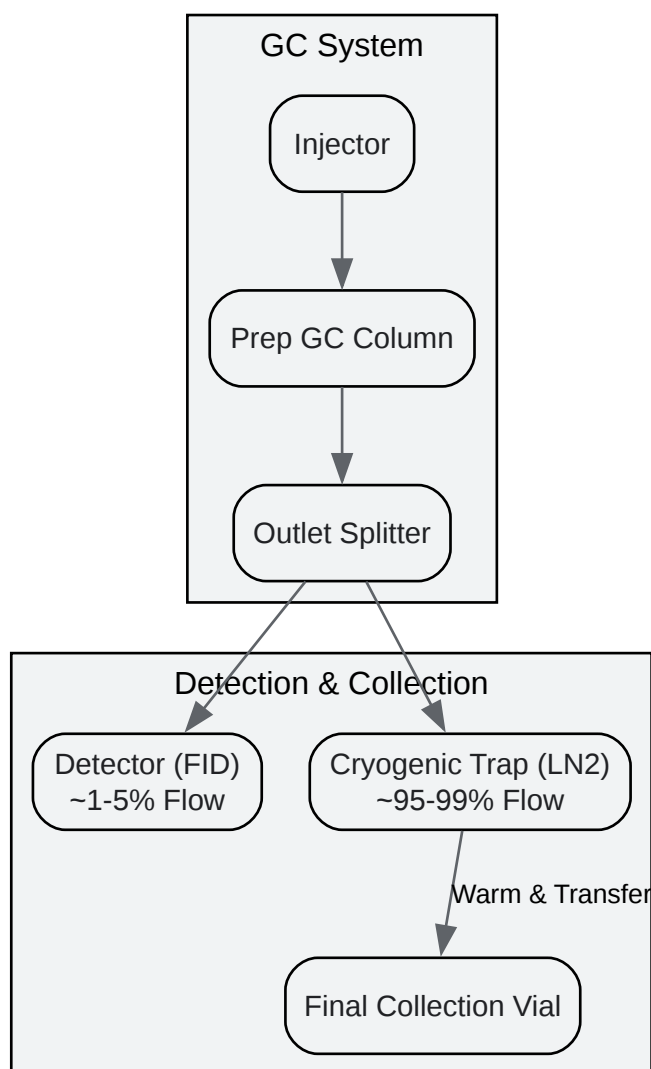 GC System
Injector
Prep GC Column
Outlet Splitter
Detection & Collection
Detector (FID)
~1-5% Flow
Cryogenic Trap (LN2)
~95-99% Flow
Warm & Transfer
Final Collection Vial